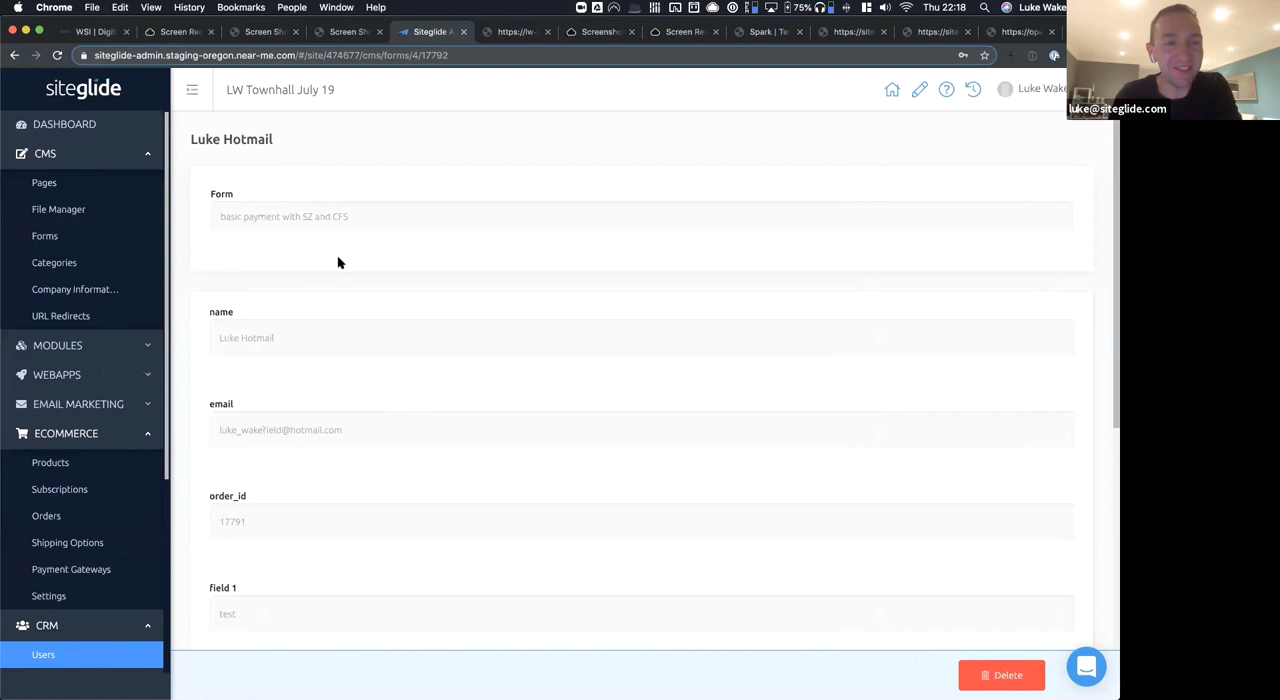 Chrome File Edit View History Bookmarks People Window Help 75% Thu 22:18 Luke Wake
WSI | Digit Screen Rec Screen Sho Screen Sho Siteglide A https://lw- Screensho Screen Re Spark | Te https://site https://site https://op
siteglide-admin.staging-oregon.near-me.com/#/site/474677/cms/forms/4/17792
luke@siteglide.com
siteglide
LW Townhall July 19
Luke Wake
DASHBOARD
CMS
Pages
File Manager
Forms
Categories
Company Informat...
URL Redirects
MODULES
WEBAPPS
EMAIL MARKETING
ECOMMERCE
Products
Subscriptions
Orders
Shipping Options
Payment Gateways
Settings
CRM
Users
Luke Hotmail
Form
basic payment with SZ and CFS
name
Luke Hotmail
email
luke_wakefield@hotmail.com
order_id
17791
field 1
test
Delete